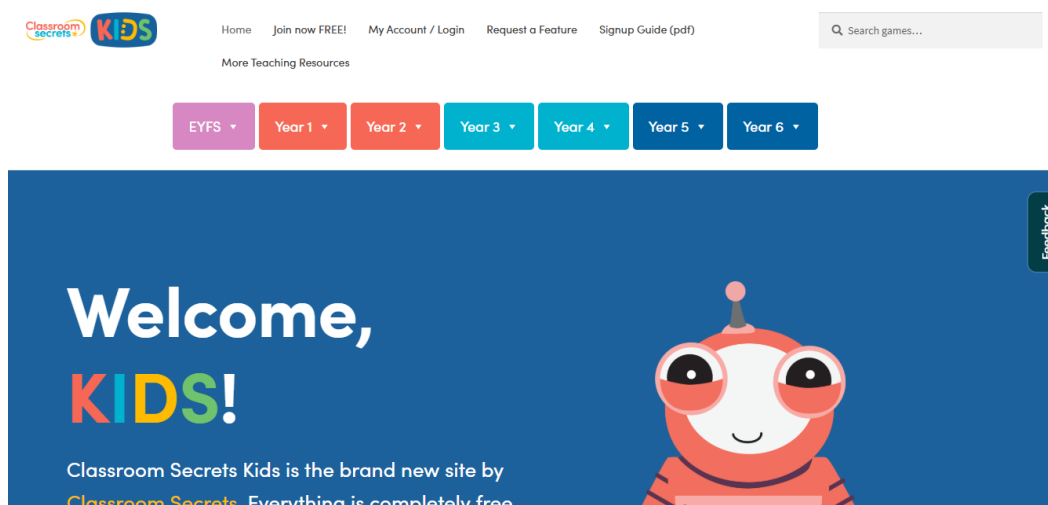 Classroom
secrets
KIDS
Home Join now FREE! My Account / Login Request a Feature Signup Guide (pdf)
More Teaching Resources
Search games...
EYFS Year 1 Year 2 Year 3 Year 4 Year 5 Year 6
Feedback
Welcome,
KIDS!
Classroom Secrets Kids is the brand new site by
Classroom Secrets. Everything is completely free